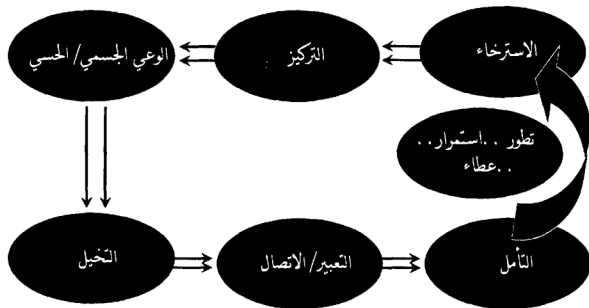 الاسترخاء
التركيز
الوعي الجسمي/ الحسي
تطور ..استمرار..
..عطاء
التخيل
التعبير/ الاتصال
التأمل